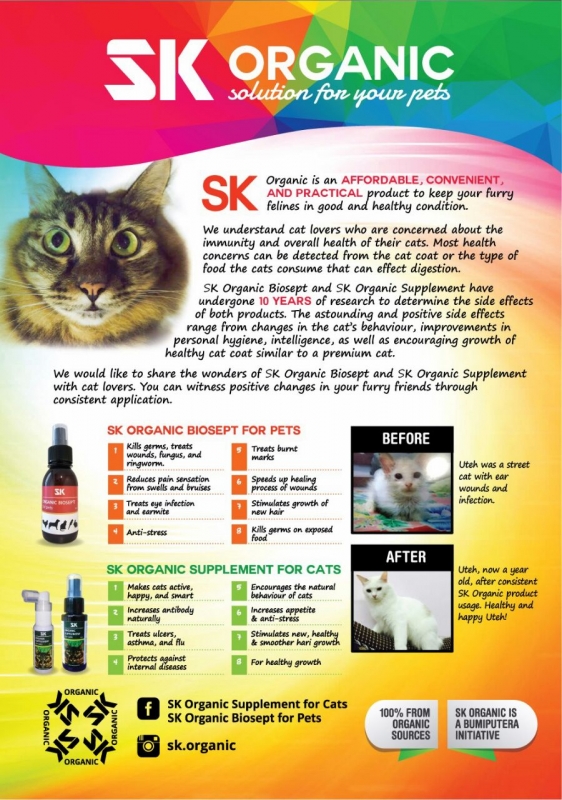 SK ORGANIC
solution for your pets
SK Organic is an AFFORDABLE, CONVENIENT,
AND PRACTICAL product to keep your furry
felines in good and healthy condition.
We understand cat lovers who are concerned about the
immunity and overall health of their cats. Most health
concerns can be detected from the cat coat or the type of
food the cats consume that can effect digestion.
SK Organic Biosept and SK Organic Supplement have
undergone 10 YEARS of research to determine the side effects
of both products. The astounding and positive side effects
range from changes in the cat's behaviour, improvements in
personal hygiene, intelligence, as well as encouraging growth of
healthy cat coat similar to a premium cat.
We would like to share the wonders of SK Organic Biosept and SK Organic Supplement
with cat lovers. You can witness positive changes in your furry friends through
consistent application.
SK ORGANIC BIOSEPT FOR PETS
1 Kills germs, treats
wounds, fungus, and
ringworm.
2 Reduces pain sensation
from swells and bruises
3 Treats eye infection
and earmite
4 Anti-stress
5 Treats burnt
marks
6 Speeds up healing
process of wounds
7 Stimulates growth of
new hair
8 Kills germs on exposed
food
SK
ORGANIC BIOSEPT
BEFORE
Uteh was a street
cat with ear
wounds and
infection.
AFTER
Uteh, now a year
old, after consistent
SK Organic product
usage. Healthy and
happy Uteh!
SK ORGANIC SUPPLEMENT FOR CATS
1 Makes cats active,
happy, and smart
2 Increases antibody
naturally
3 Treats ulcers,
asthma, and flu
4 Protects against
internal diseases
5 Encourages the natural
behaviour of cats
6 Increases appetite
& anti-stress
7 Stimulates new, healthy
& smoother hari growth
8 For healthy growth
SK
SK
ORGANIC
ORGANIC
ORGANIC
ORGANIC
SK Organic Supplement for Cats
SK Organic Biosept for Pets
sk.organic
100% FROM
ORGANIC
SOURCES
SK ORGANIC IS
A BUMIPUTERA
INITIATIVE